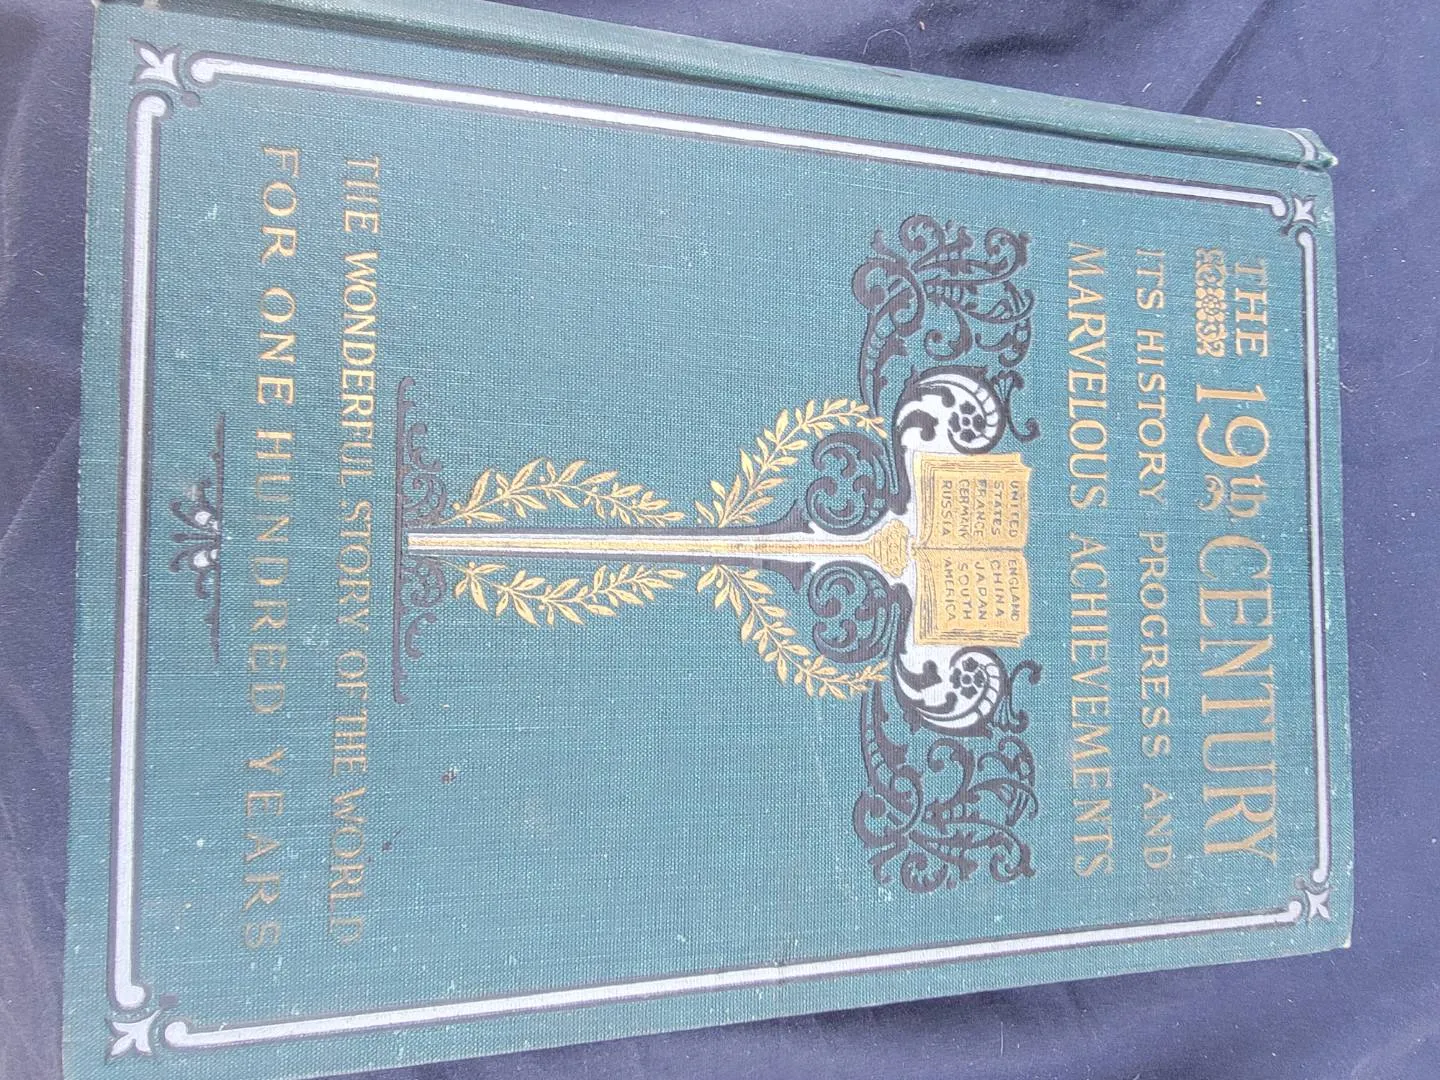 THE 19th CENTURY
ITS HISTORY PROGRESS AND
MARVELOUS ACHIEVEMENTS
UNITED
STATES
FRANCE
GERMANY
RUSSIA
ENGLAND
CHINA
JAPAN
SOUTH
AMERICA
THE WONDERFUL STORY OF THE WORLD
FOR ONE HUNDRED YEARS